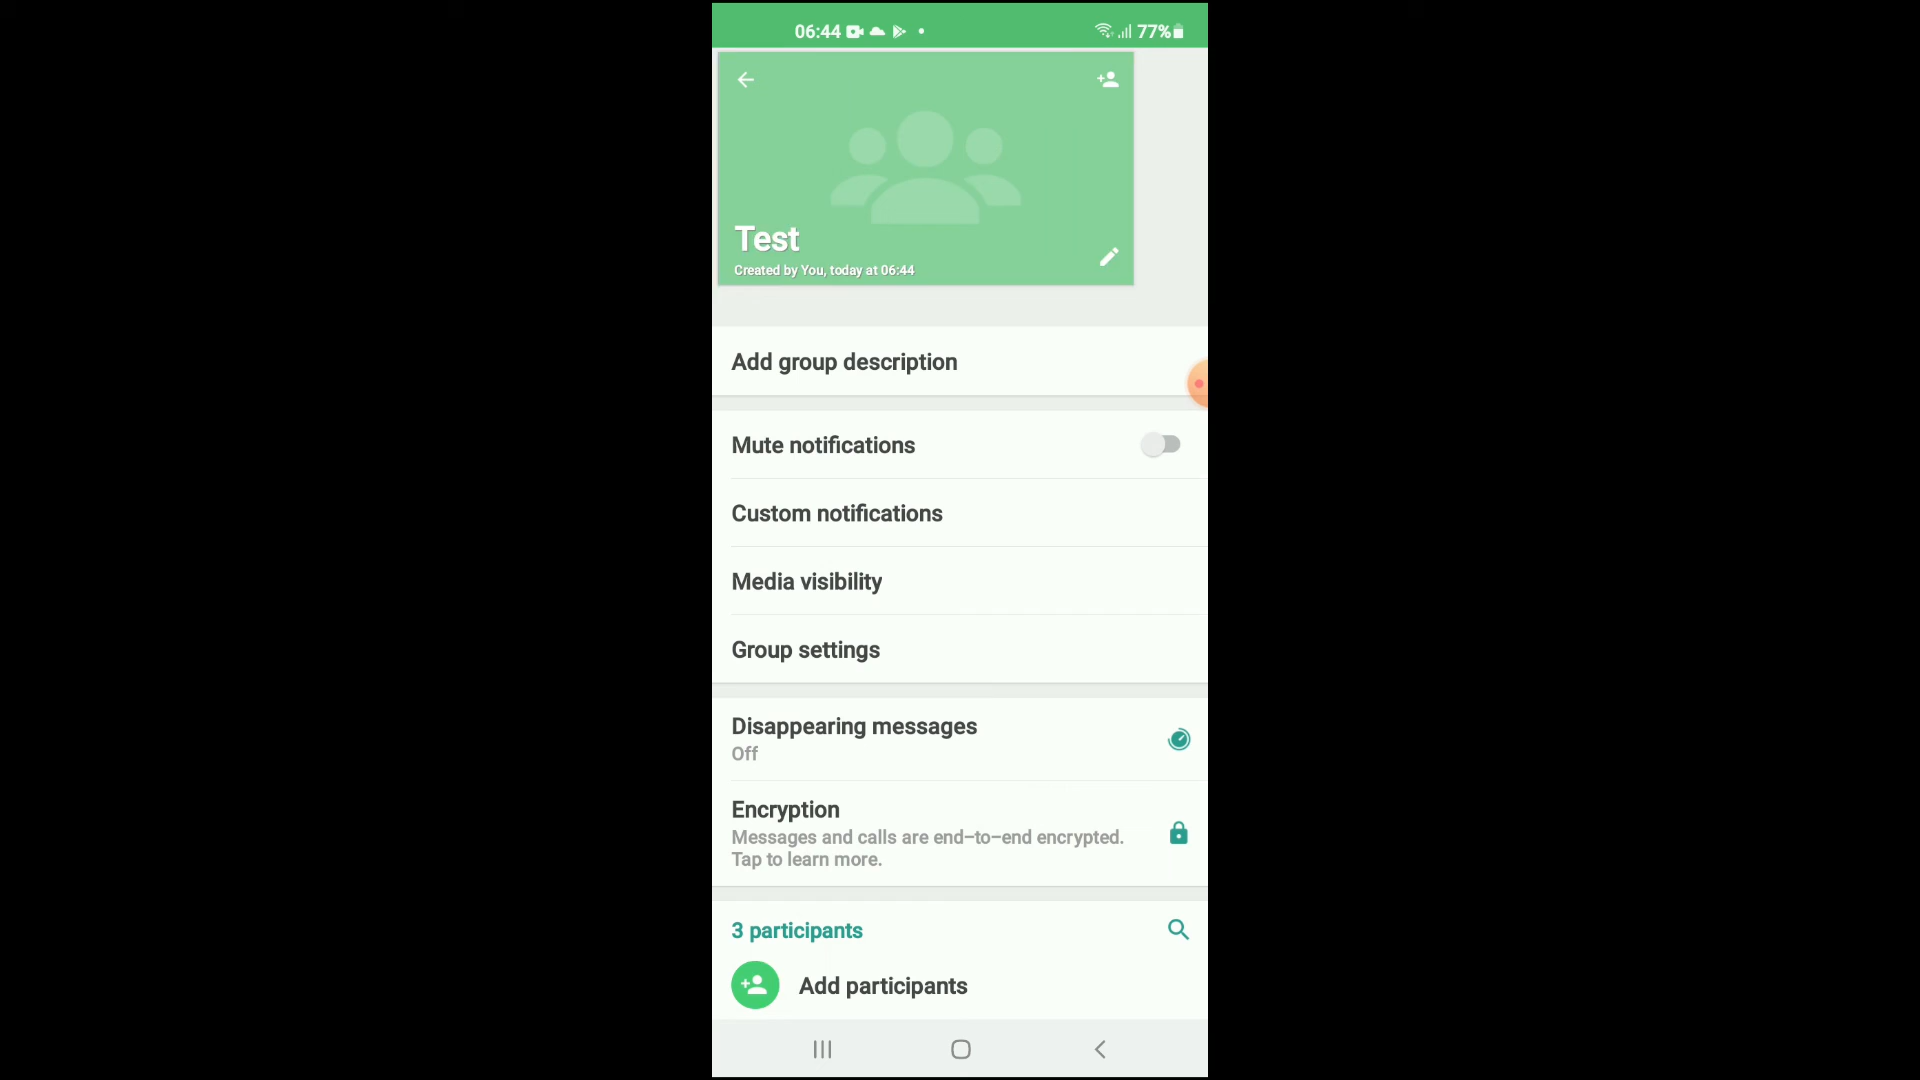 06:44
77%
Test
Created by You, today at 06:44
Add group description
Mute notifications
Custom notifications
Media visibility
Group settings
Disappearing messages
Off
Encryption
Messages and calls are end-to-end encrypted.
Tap to learn more.
3 participants
Add participants